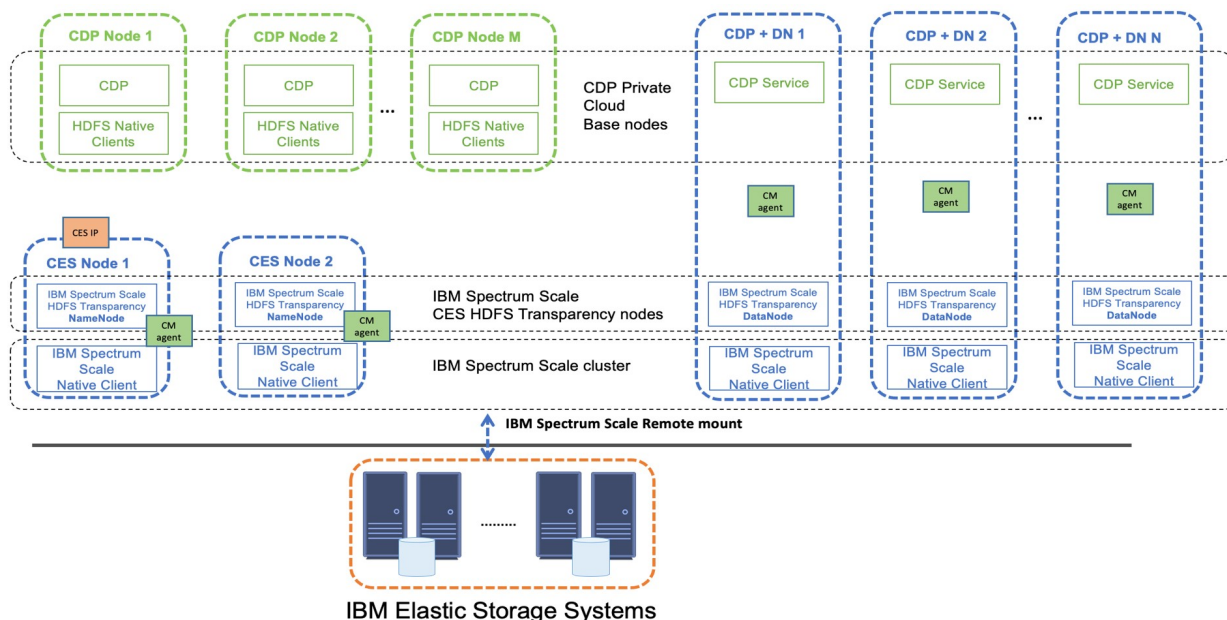 CDP Node 1
CDP
HDFS Native
Clients
CDP Node 2
CDP
HDFS Native
Clients
...
CDP Node M
CDP
HDFS Native
Clients
CDP Private
Cloud
Base nodes
CDP + DN 1
CDP Service
CDP + DN 2
CDP Service
...
CDP + DN N
CDP Service
CM
agent
CM
agent
CM
agent
CES IP
CES Node 1
IBM Spectrum Scale
HDFS Transparency
NameNode
CM
agent
IBM Spectrum
Scale
Native Client
CES Node 2
IBM Spectrum Scale
HDFS Transparency
NameNode
CM
agent
IBM Spectrum
Scale
Native Client
IBM Spectrum Scale
CES HDFS Transparency nodes
IBM Spectrum Scale cluster
IBM Spectrum Scale
HDFS Transparency
DataNode
IBM Spectrum
Scale
Native Client
IBM Spectrum Scale
HDFS Transparency
DataNode
IBM Spectrum
Scale
Native Client
IBM Spectrum Scale
HDFS Transparency
DataNode
IBM Spectrum
Scale
Native Client
IBM Spectrum Scale Remote mount
.........
IBM Elastic Storage Systems